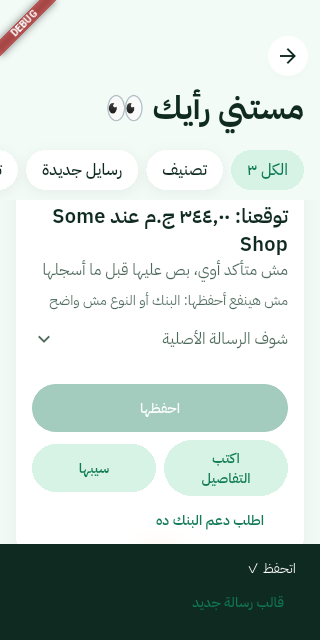 DEBUG
مستني رأيك 👀
الكل ٣
تصنيف
رسايل جديدة
توقعنا: ٣٤٤,٠٠ ج.م عند Some
Shop
مش متأكد أوي، بص عليها قبل ما أسجلها
مش هينفع أحفظها: البنك أو النوع مش واضح
شوف الرسالة الأصلية
احفظها
اكتب
التفاصيل
سيبها
اطلب دعم البنك ده
اتحفظ ✓
قالب رسالة جديد